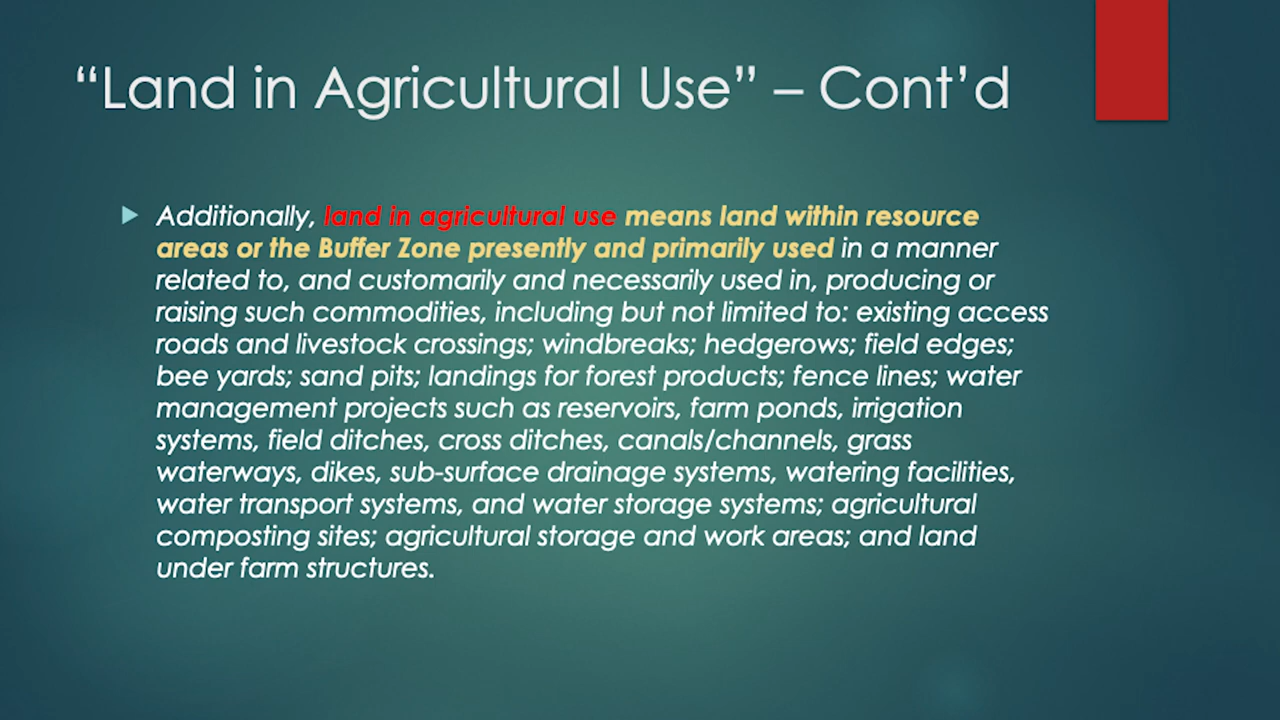 “Land in Agricultural Use” – Cont’d
Additionally, land in agricultural use means land within resource
areas or the Buffer Zone presently and primarily used in a manner
related to, and customarily and necessarily used in, producing or
raising such commodities, including but not limited to: existing access
roads and livestock crossings; windbreaks; hedgerows; field edges;
bee yards; sand pits; landings for forest products; fence lines; water
management projects such as reservoirs, farm ponds, irrigation
systems, field ditches, cross ditches, canals/channels, grass
waterways, dikes, sub-surface drainage systems, watering facilities,
water transport systems, and water storage systems; agricultural
composting sites; agricultural storage and work areas; and land
under farm structures.